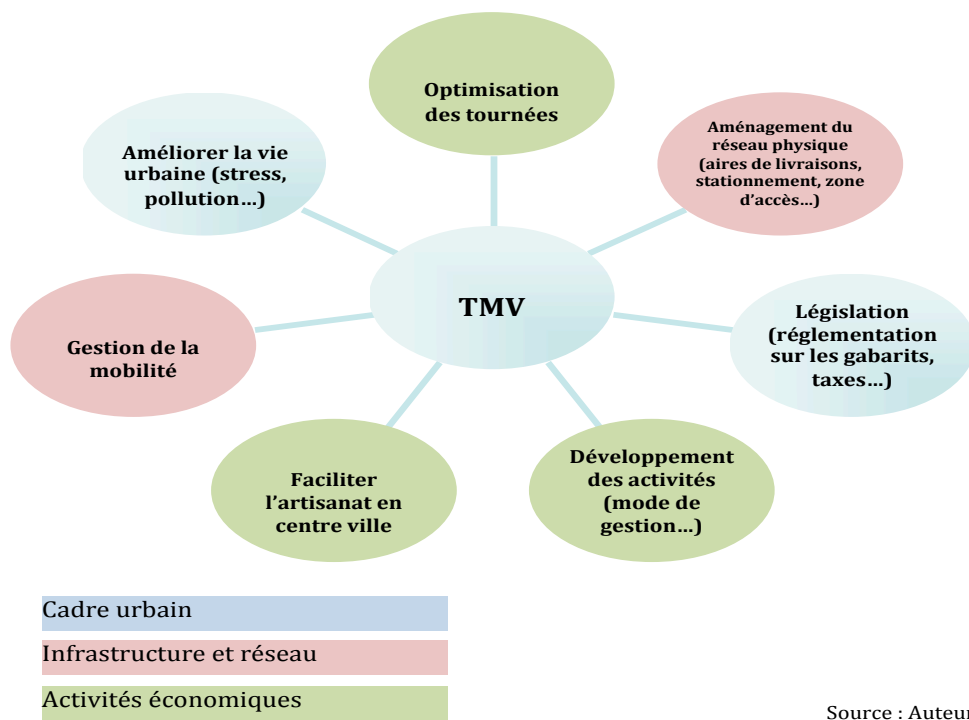 Optimisation
des tournées
Aménagement du
réseau physique
(aires de livraisons,
stationnement, zone
d'accès...)
Améliorer la vie
urbaine (stress,
pollution...)
TMV
Législation
(réglementation
sur les gabarits,
taxes...)
Gestion de la
mobilité
Développement
des activités
(mode de
gestion...)
Faciliter
l'artisanat en
centre ville
Cadre urbain
Infrastructure et réseau
Activités économiques
Source : Auteur